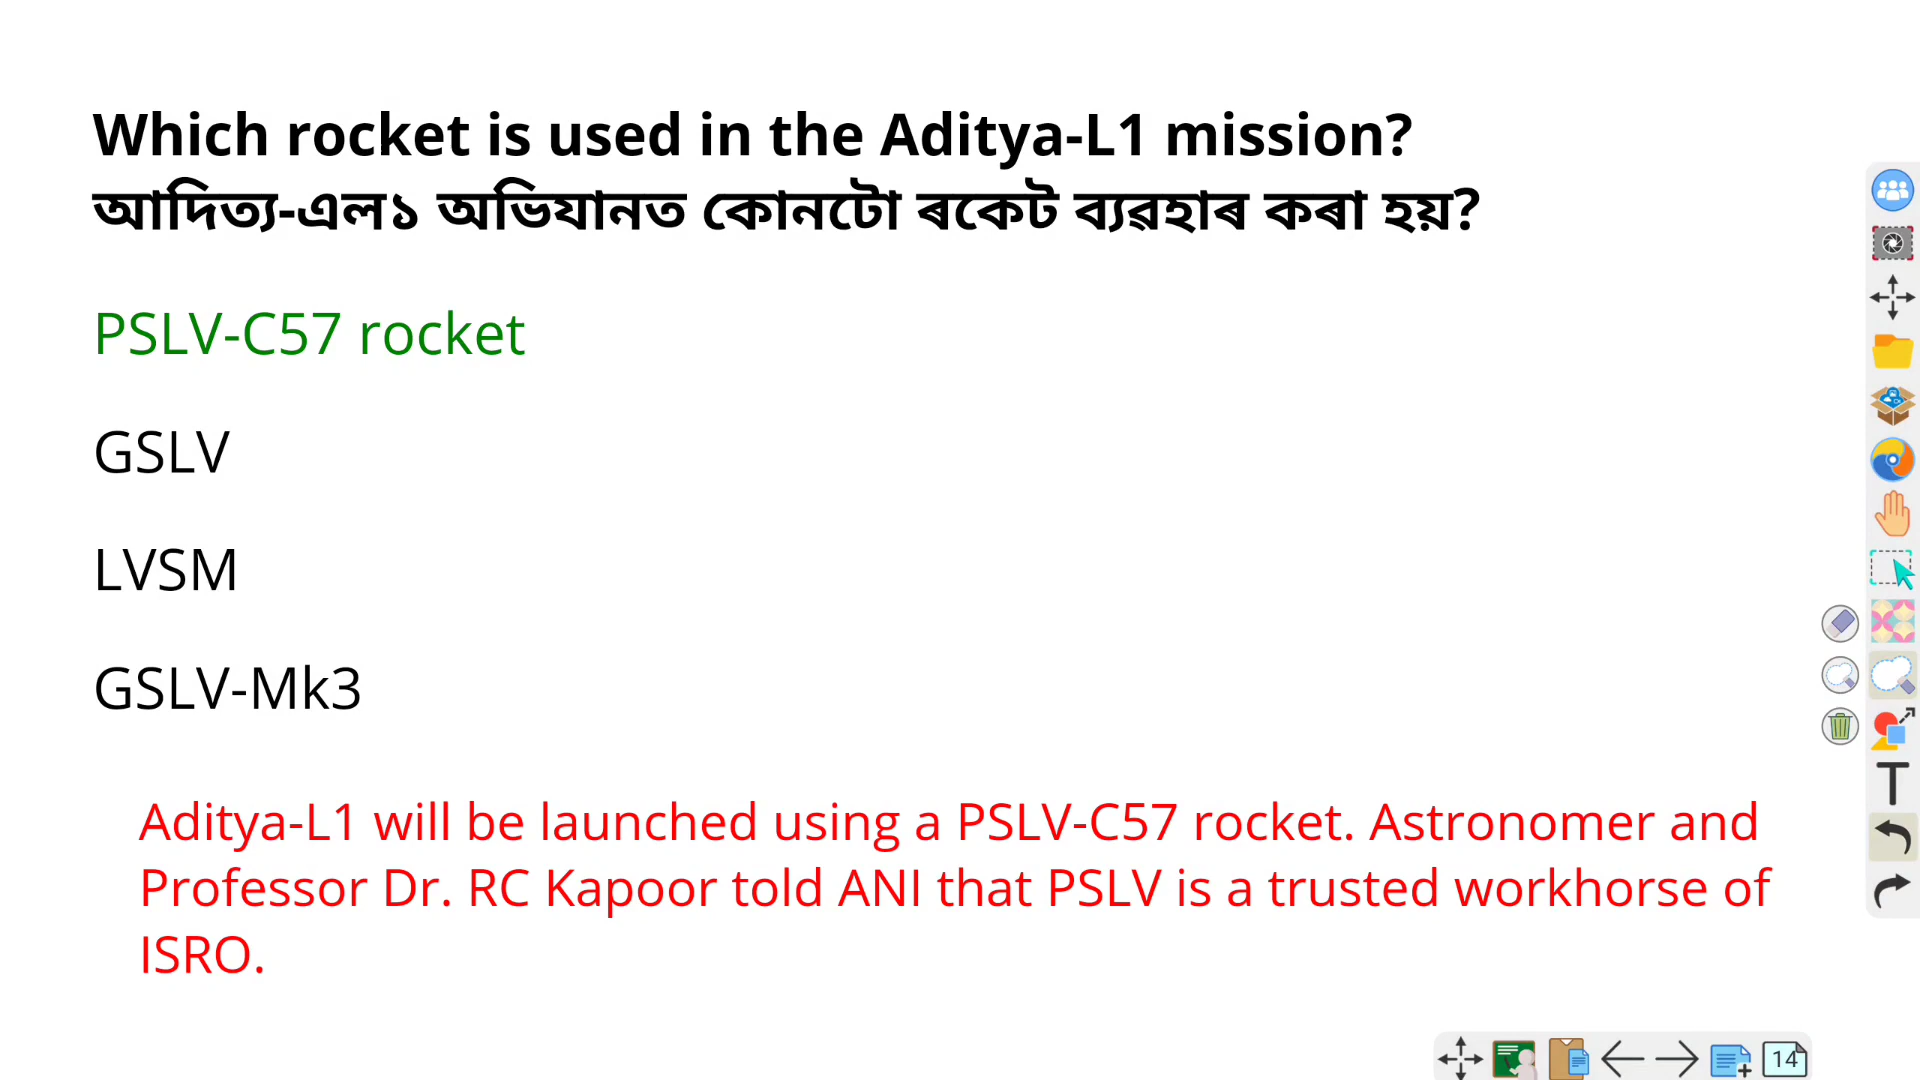 Which rocket is used in the Aditya-L1 mission?
আদিত্য-এল১ অভিযানত কোনটো ৰকেট ব্যৱহাৰ কৰা হয়?
PSLV-C57 rocket
GSLV
LVSM
GSLV-Mk3
Aditya-L1 will be launched using a PSLV-C57 rocket. Astronomer and
Professor Dr. RC Kapoor told ANI that PSLV is a trusted workhorse of
ISRO.
T
14